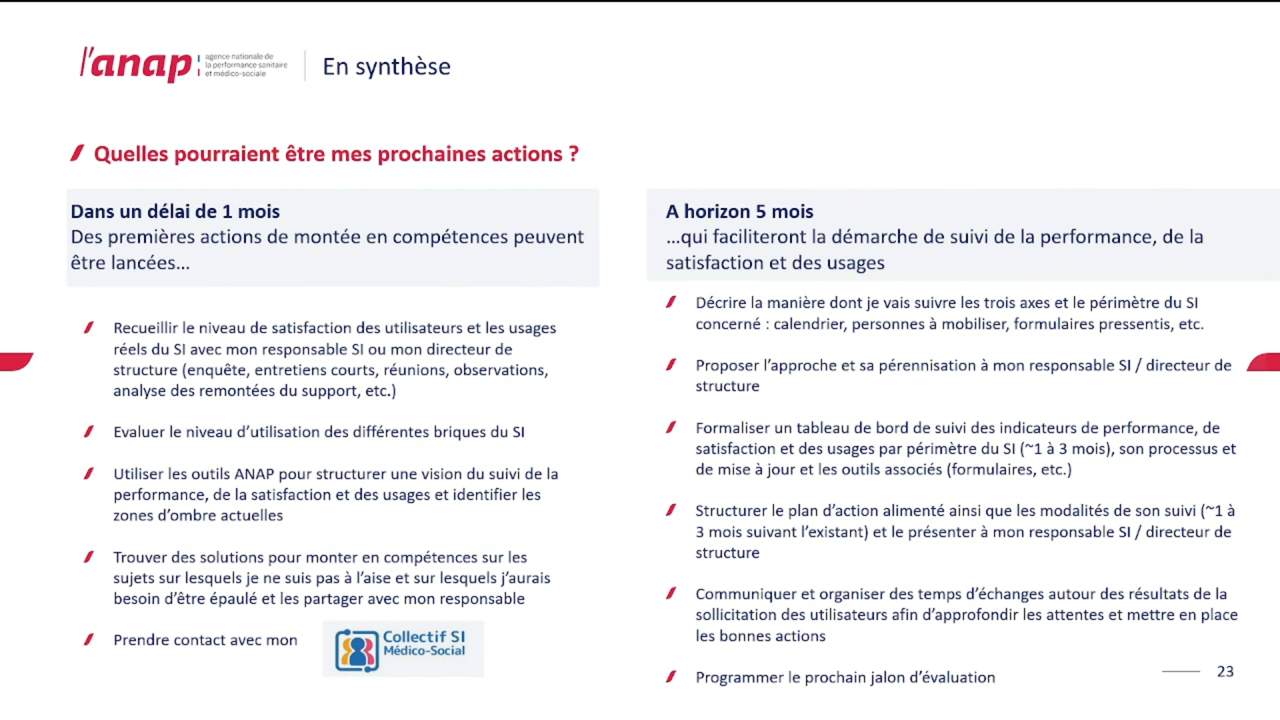 l'anap
agence nationale de
la performance sanitaire
et médico-sociale
En synthèse
Quelles pourraient être mes prochaines actions ?
Dans un délai de 1 mois
Des premières actions de montée en compétences peuvent
être lancées…
Recueillir le niveau de satisfaction des utilisateurs et les usages
réels du SI avec mon responsable SI ou mon directeur de
structure (enquête, entretiens courts, réunions, observations,
analyse des remontées du support, etc.)
Evaluer le niveau d’utilisation des différentes briques du SI
Utiliser les outils ANAP pour structurer une vision du suivi de la
performance, de la satisfaction et des usages et identifier les
zones d’ombre actuelles
Trouver des solutions pour monter en compétences sur les
sujets sur lesquels je ne suis pas à l’aise et sur lesquels j’aurais
besoin d’être épaulé et les partager avec mon responsable
Prendre contact avec mon
Collectif SI
Médico-Social
A horizon 5 mois
…qui faciliteront la démarche de suivi de la performance, de la
satisfaction et des usages
Décrire la manière dont je vais suivre les trois axes et le périmètre du SI
concerné : calendrier, personnes à mobiliser, formulaires pressentis, etc.
Proposer l’approche et sa pérennisation à mon responsable SI / directeur de
structure
Formaliser un tableau de bord de suivi des indicateurs de performance, de
satisfaction et des usages par périmètre du SI (~1 à 3 mois), son processus et
de mise à jour et les outils associés (formulaires, etc.)
Structurer le plan d’action alimenté ainsi que les modalités de son suivi (~1 à
3 mois suivant l’existant) et le présenter à mon responsable SI / directeur de
structure
Communiquer et organiser des temps d’échanges autour des résultats de la
sollicitation des utilisateurs afin d’approfondir les attentes et mettre en place
les bonnes actions
Programmer le prochain jalon d’évaluation
23